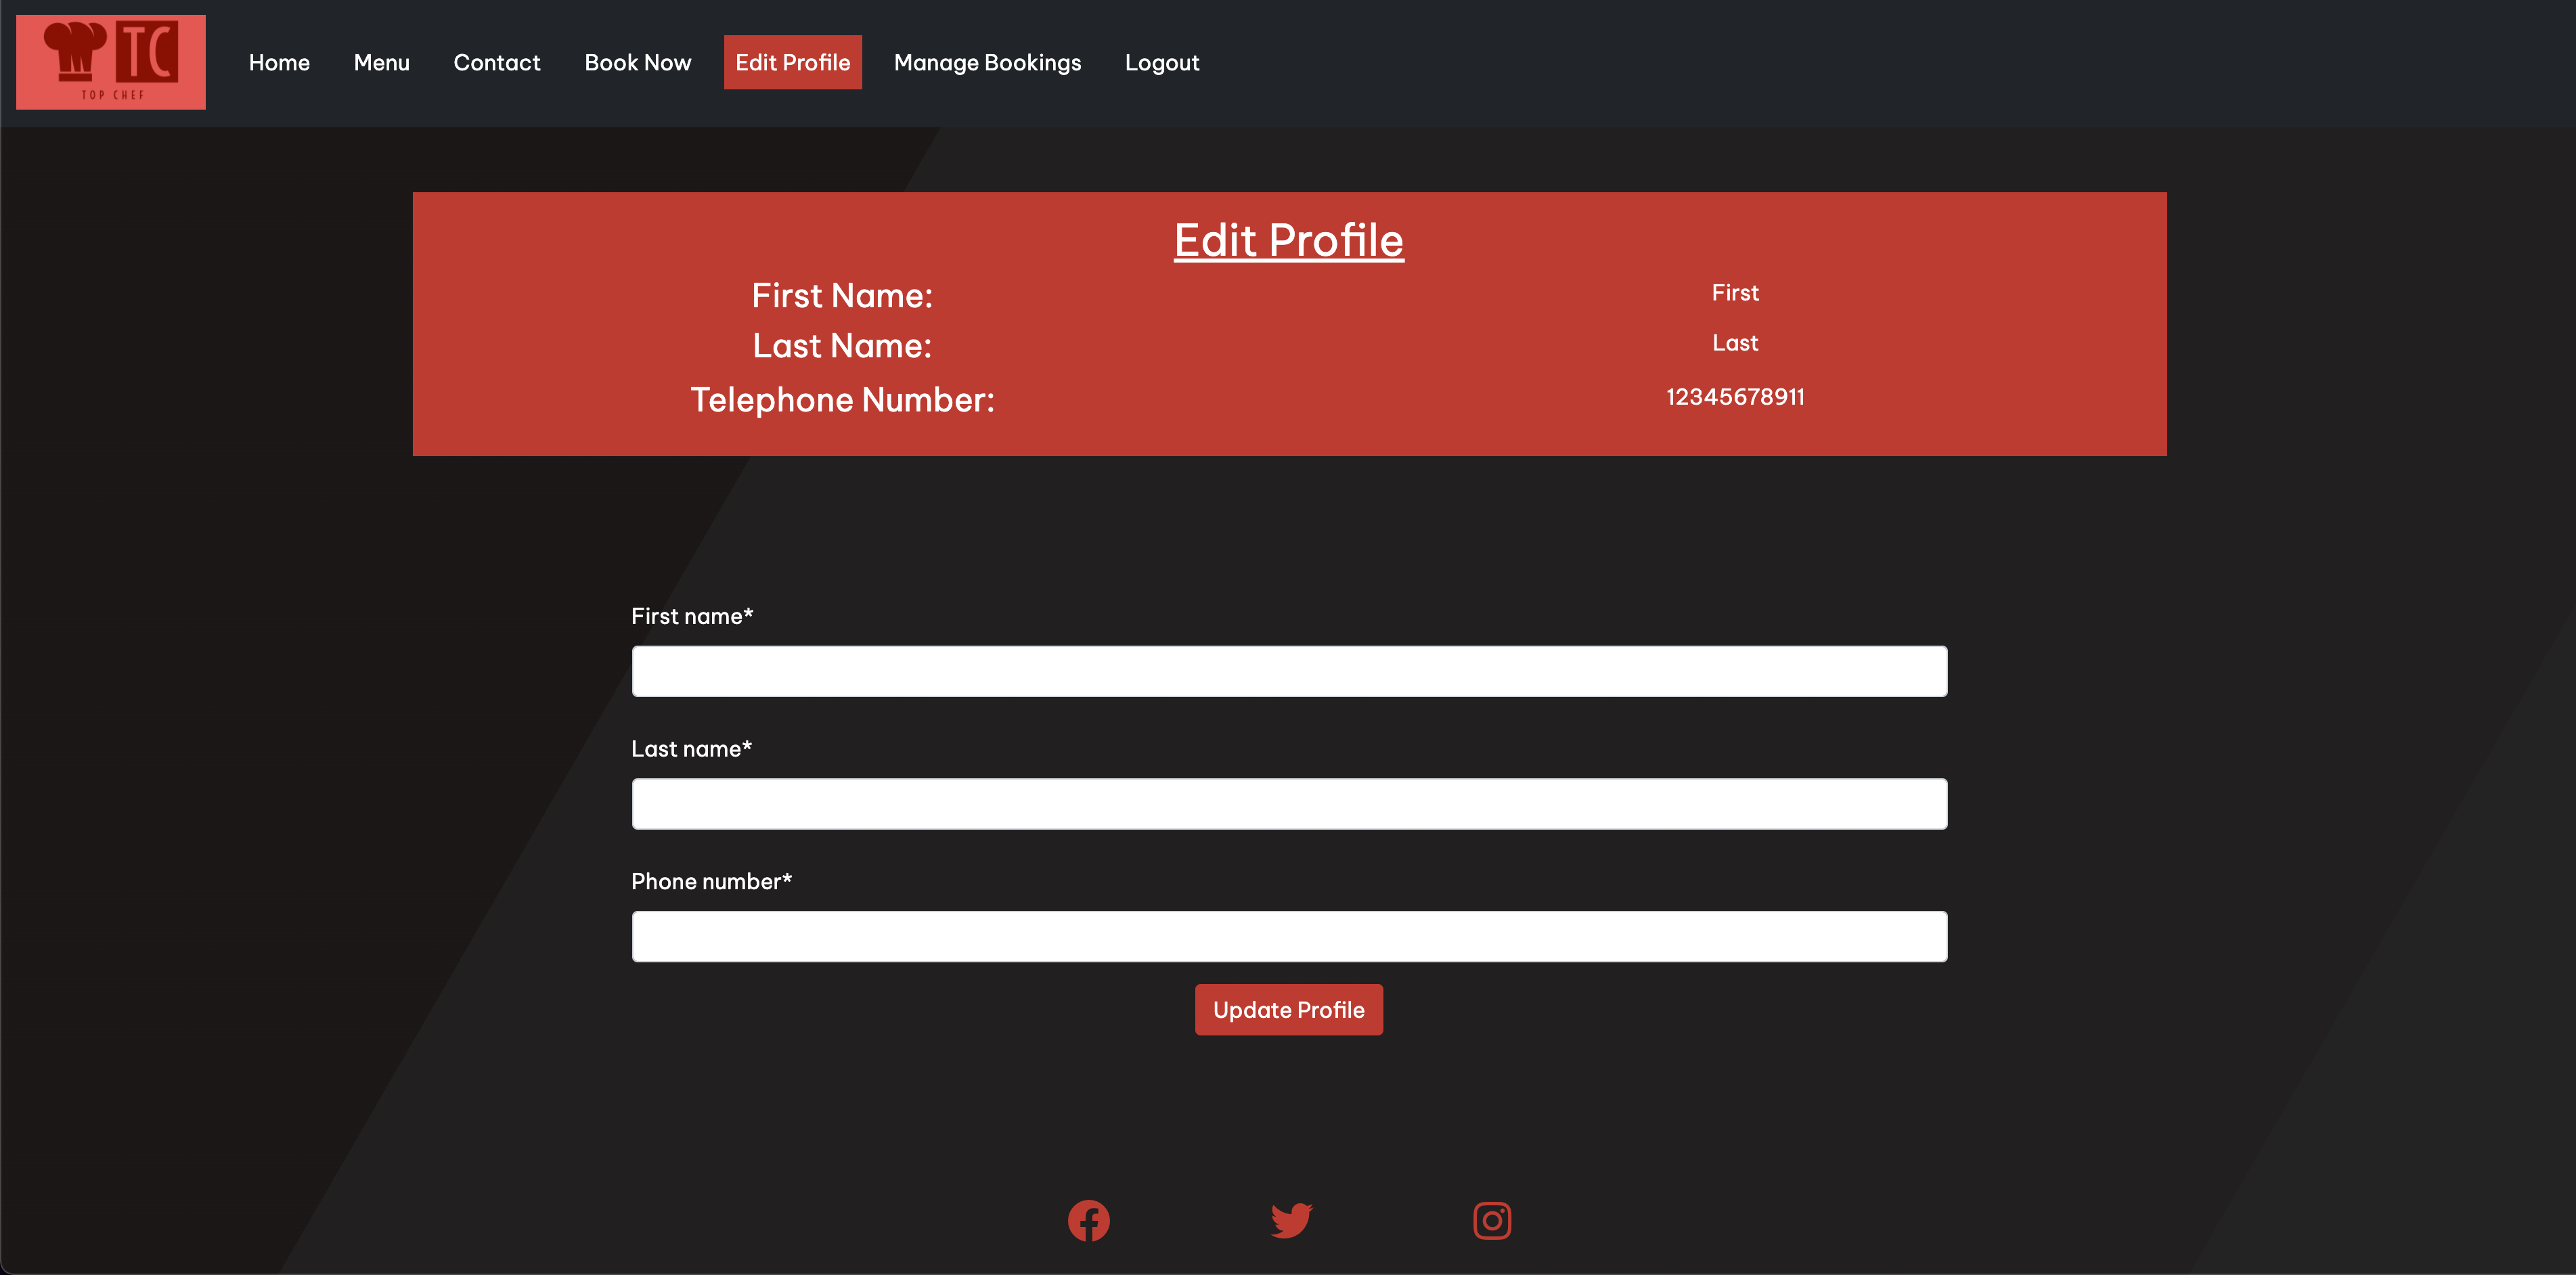 TC
TOP CHEF
Home Menu Contact Book Now Edit Profile Manage Bookings Logout
Edit Profile
First Name: First
Last Name: Last
Telephone Number: 12345678911
First name*
Last name*
Phone number*
Update Profile